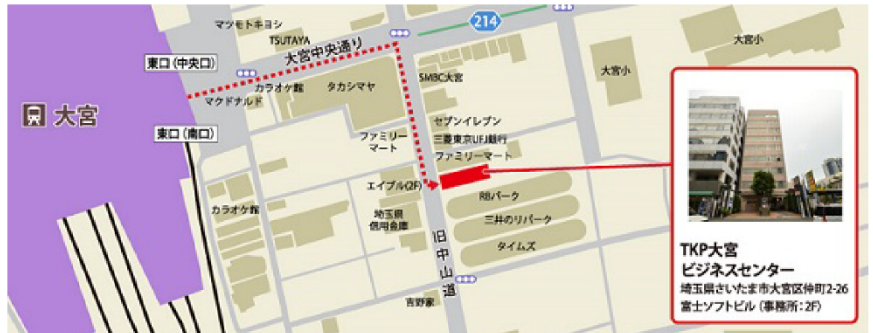 マツモトキヨシ
TSUTAYA
214
大宮中央通り
東口(中央口)
カラオケ館
タカシマヤ
マクドナルド
SMBC大宮
大宮小
大宮小
大宮
東口(南口)
セブンイレブン
三菱東京UFJ銀行
ファミリー
マート
ファミリーマート
エイブル(2F)
カラオケ館
埼玉県
信用金庫
RBパーク
三井のリパーク
タイムズ
旧中山道
吉野家
TKP大宮
ビジネスセンター
埼玉県さいたま市大宮区仲町2-26
富士ソフトビル(事務所:2F)